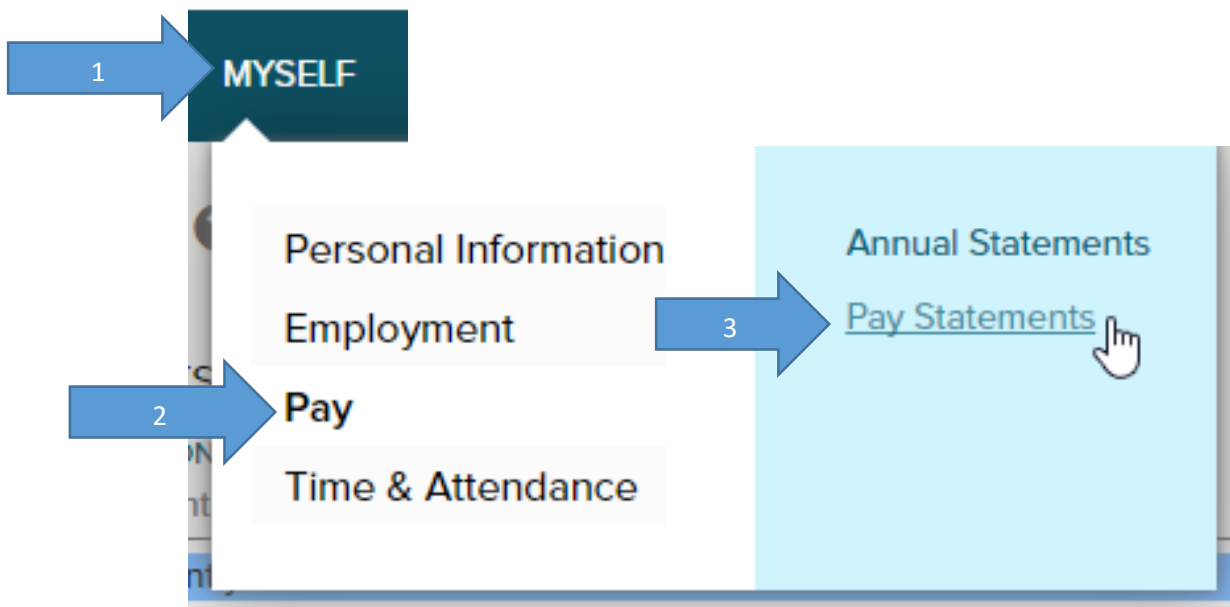 1
MYSELF
Personal Information
Employment
2
Pay
Time & Attendance
Annual Statements
3
Pay Statements